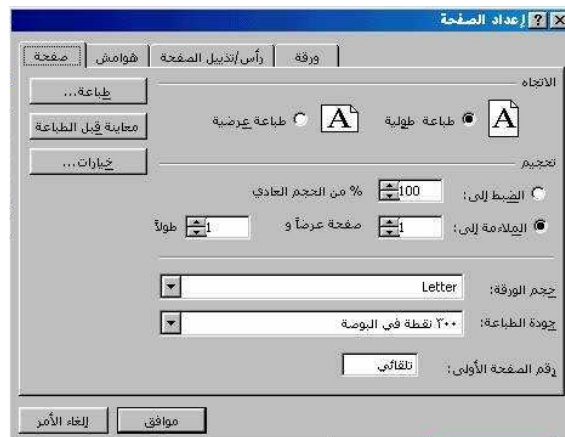 إعداد الصفحة
صفحة هوامش رأس/تذييل الصفحة ورقة
الاتجاه
A طباعة طولية A طباعة عرضية
طباعة...
معاينة قبل الطباعة
خيارات...
تحجيم
الضبط إلى: 100 % من الحجم العادي
الملاءمة إلى: 1 صفحة عرضاً و 1 طولاً
حجم الورقة: Letter
جودة الطباعة: ٣٠٠ نقطة في البوصة
رقم الصفحة الأولى: تلقائي
موافق إلغاء الأمر